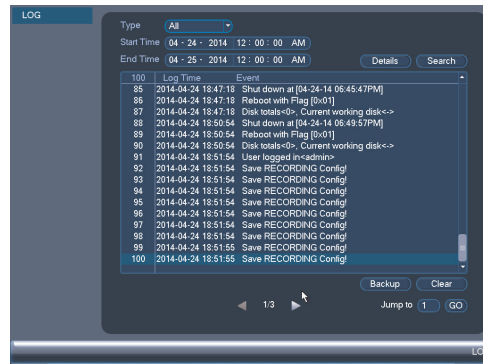 LOG
Type All
Start Time 04 - 24 - 2014 12 : 00 : 00 AM
End Time 04 - 25 - 2014 12 : 00 : 00 AM Details Search
100 Log Time Event
85 2014-04-24 18:47:18 Shut down at [04-24-14 06:45:47PM]
86 2014-04-24 18:47:18 Reboot with Flag [0x01]
87 2014-04-24 18:47:18 Disk totals<0>, Current working disk<->
88 2014-04-24 18:50:54 Shut down at [04-24-14 06:49:57PM]
89 2014-04-24 18:50:54 Reboot with Flag [0x01]
90 2014-04-24 18:50:54 Disk totals<0>, Current working disk<->
91 2014-04-24 18:51:54 User logged in<admin>
92 2014-04-24 18:51:54 Save RECORDING Config!
93 2014-04-24 18:51:54 Save RECORDING Config!
94 2014-04-24 18:51:54 Save RECORDING Config!
95 2014-04-24 18:51:54 Save RECORDING Config!
96 2014-04-24 18:51:54 Save RECORDING Config!
97 2014-04-24 18:51:54 Save RECORDING Config!
98 2014-04-24 18:51:54 Save RECORDING Config!
99 2014-04-24 18:51:55 Save RECORDING Config!
100 2014-04-24 18:51:55 Save RECORDING Config!
Backup Clear
1/3 Jump to 1 GO
LO